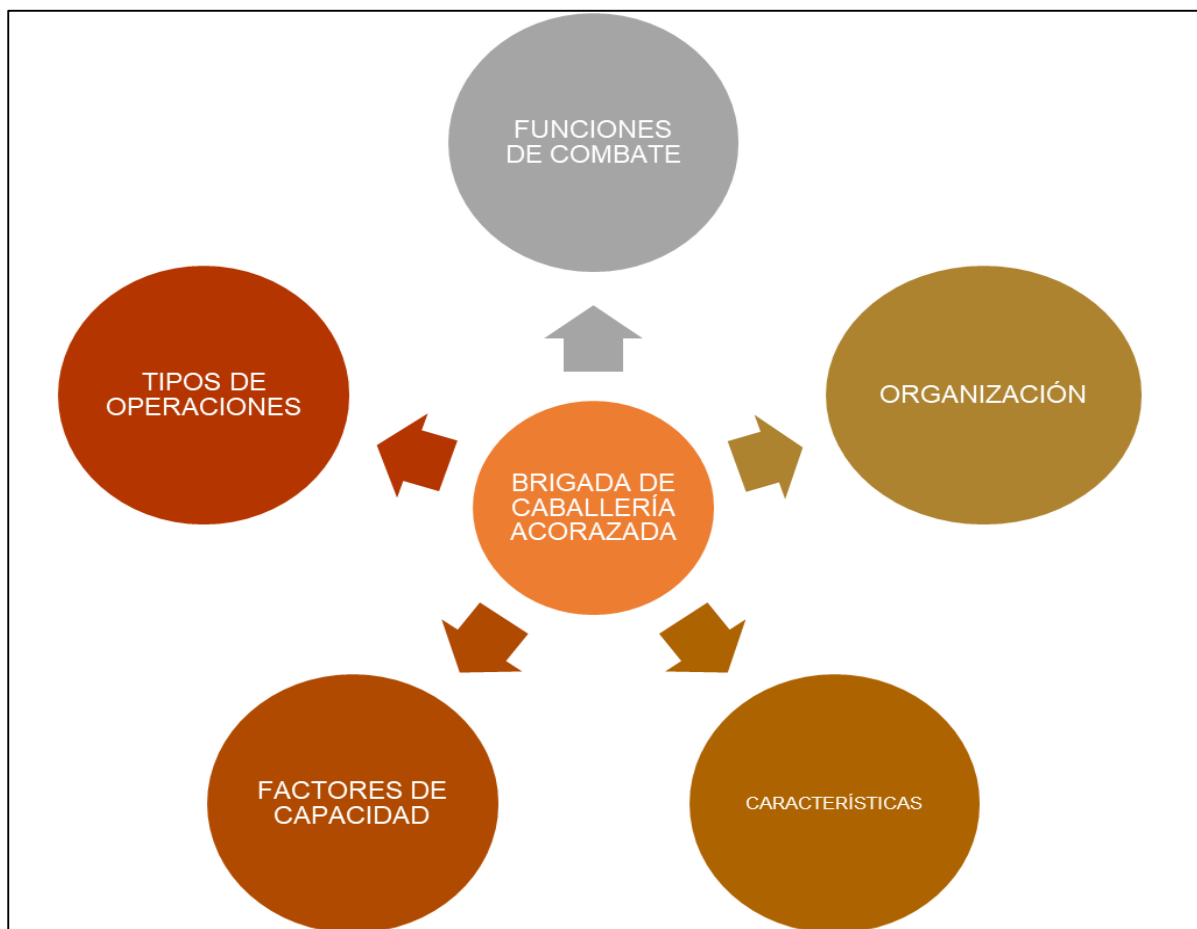 FUNCIONES
DE COMBATE
TIPOS DE
OPERACIONES
ORGANIZACIÓN
BRIGADA DE
CABALLERÍA
ACORAZADA
FACTORES DE
CAPACIDAD
CARACTERÍSTICAS